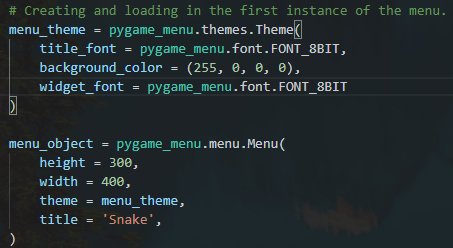 # Creating and loading in the first instance of the menu.
menu_theme = pygame_menu.themes.Theme(
    title_font = pygame_menu.font.FONT_8BIT,
    background_color = (255, 0, 0, 0),
    widget_font = pygame_menu.font.FONT_8BIT
)
menu_object = pygame_menu.menu.Menu(
    height = 300,
    width = 400,
    theme = menu_theme,
    title = 'Snake',
)